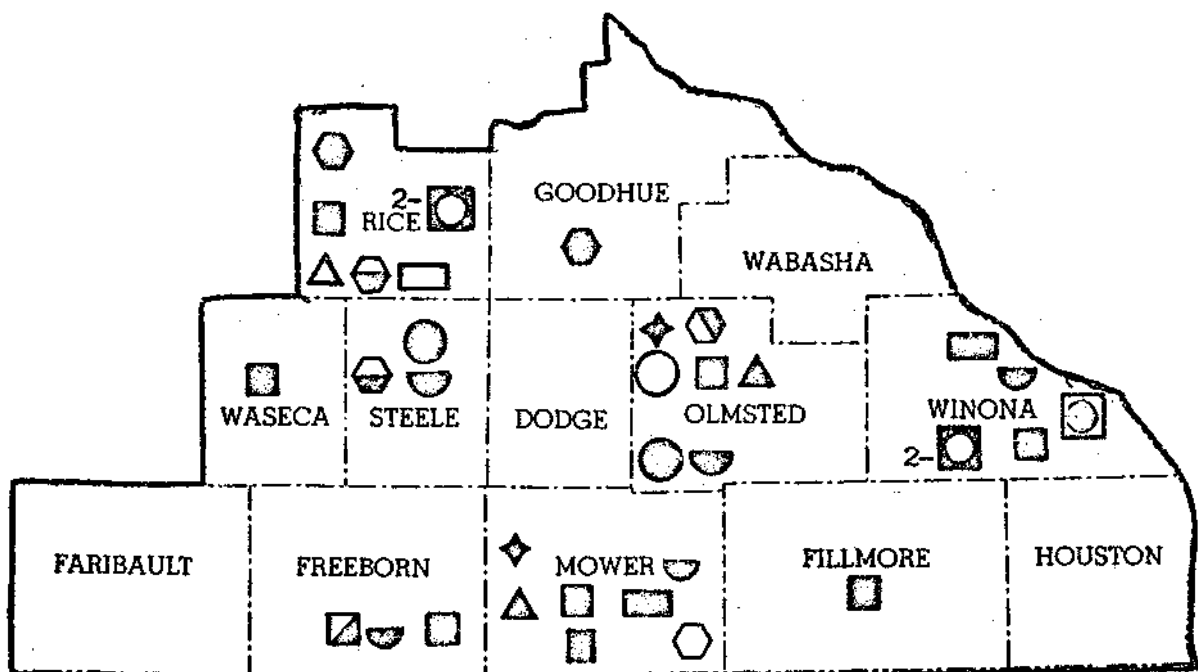 GOODHUE
2-
RICE
WABASHA
WASECA
STEELE
DODGE
OLMSTED
WINONA
2-
FARIBAULT
FREEBORN
MOWER
FILLMORE
HOUSTON